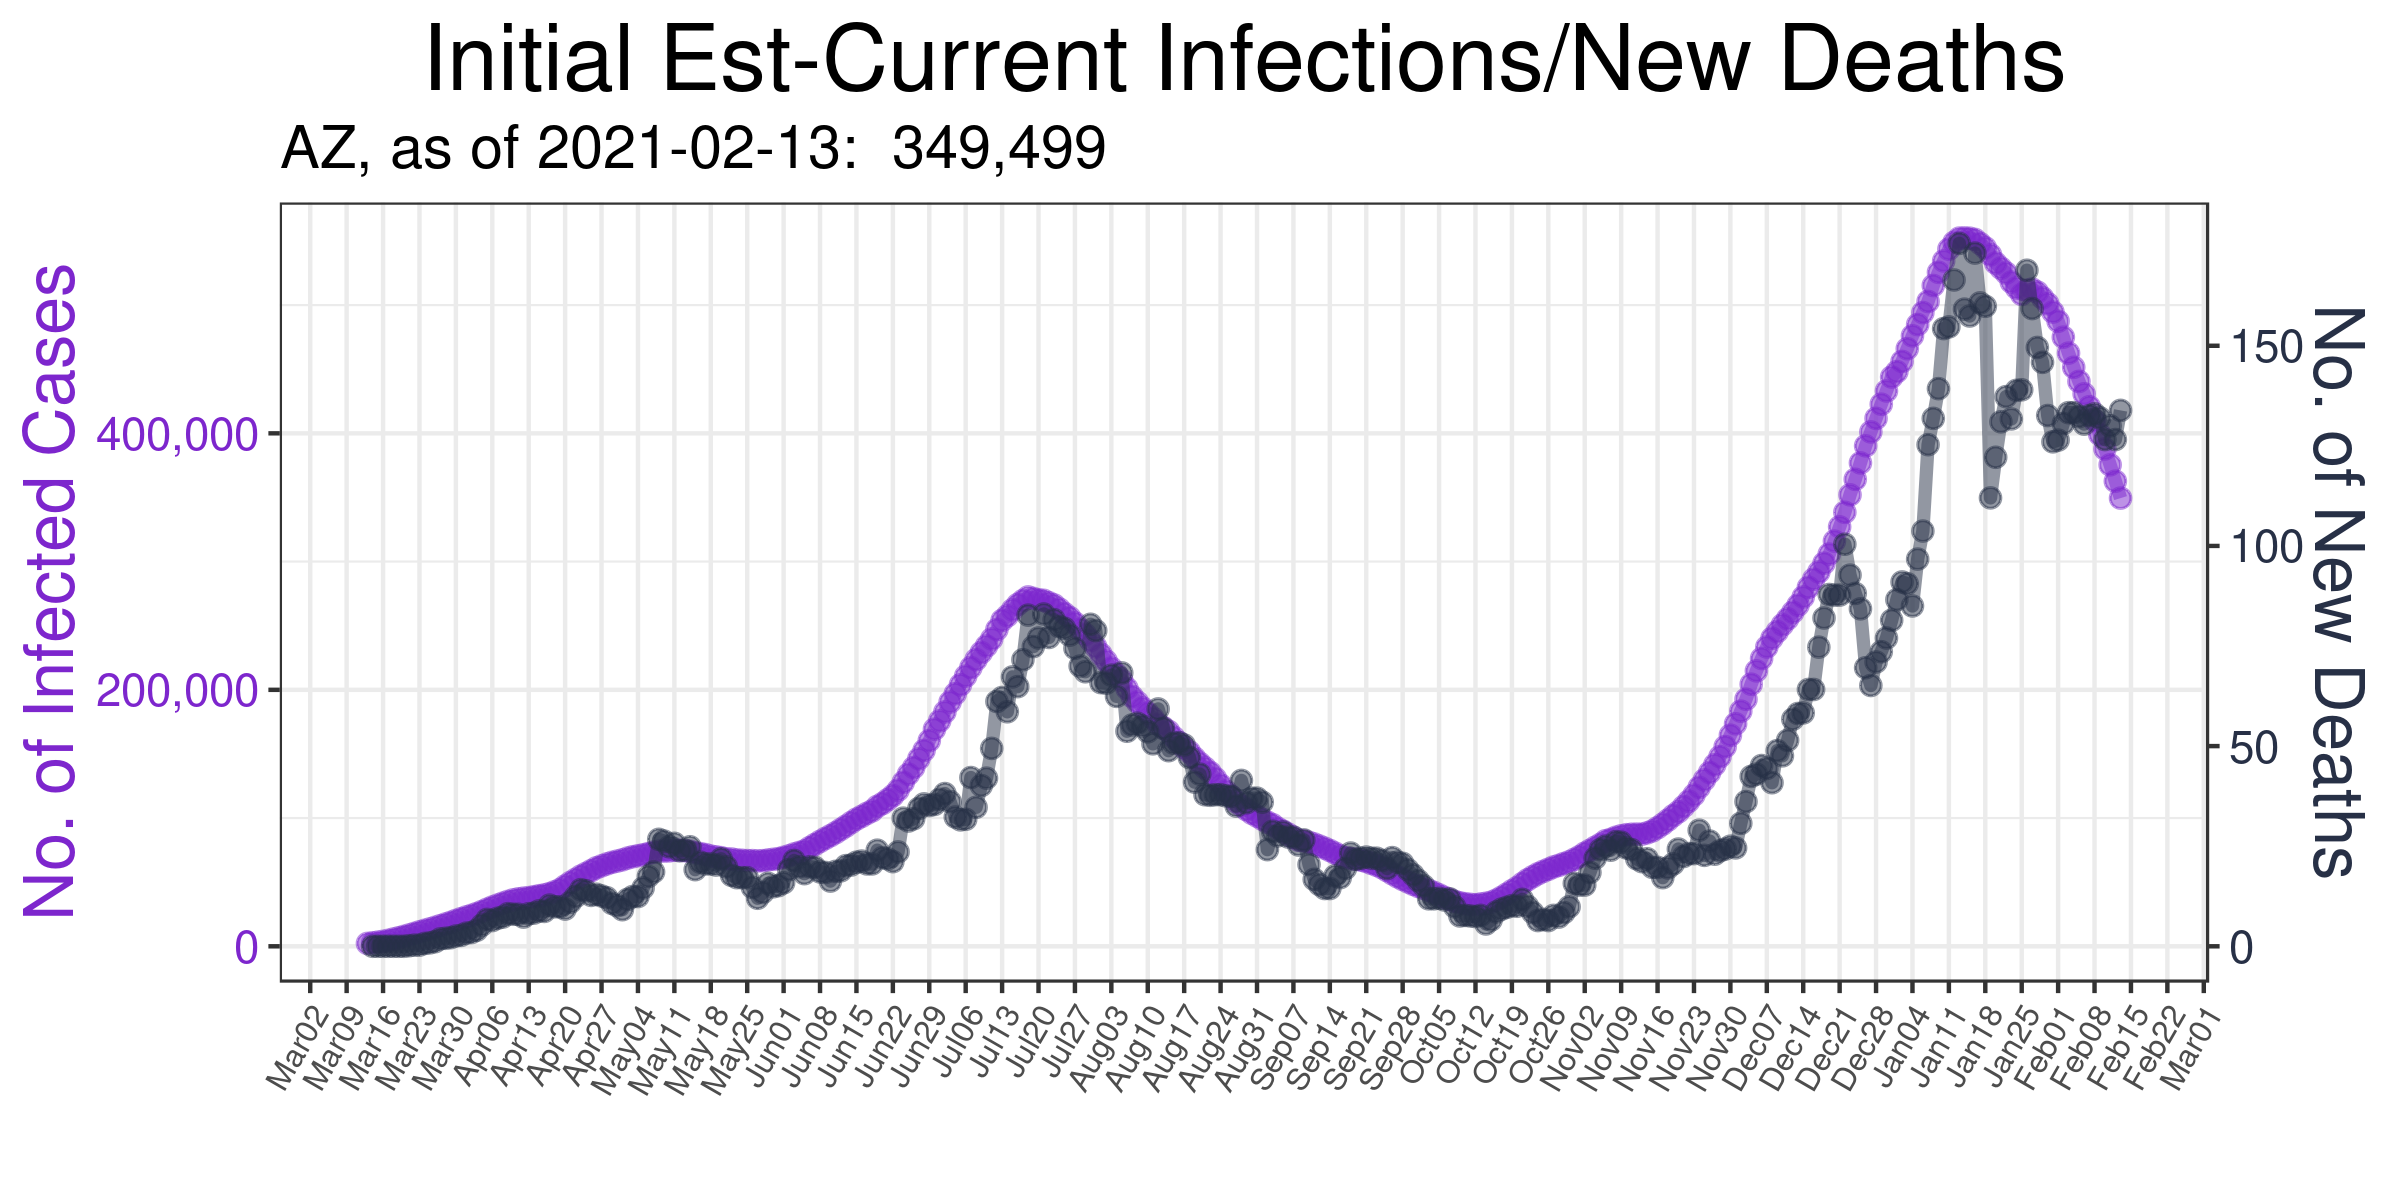 Initial Est-Current Infections/New Deaths
AZ, as of 2021-02-13:  349,499
No. of Infected Cases
400,000
200,000
0
150
100
50
0
No. of New Deaths
Mar02
Mar09
Mar16
Mar23
Mar30
Apr06
Apr13
Apr20
Apr27
May04
May11
May18
May25
Jun01
Jun08
Jun15
Jun22
Jun29
Jul06
Jul13
Jul20
Jul27
Aug03
Aug10
Aug17
Aug24
Aug31
Sep07
Sep14
Sep21
Sep28
Oct05
Oct12
Oct19
Oct26
Nov02
Nov09
Nov16
Nov23
Nov30
Dec07
Dec14
Dec21
Dec28
Jan04
Jan11
Jan18
Jan25
Feb01
Feb08
Feb15
Feb22
Mar01